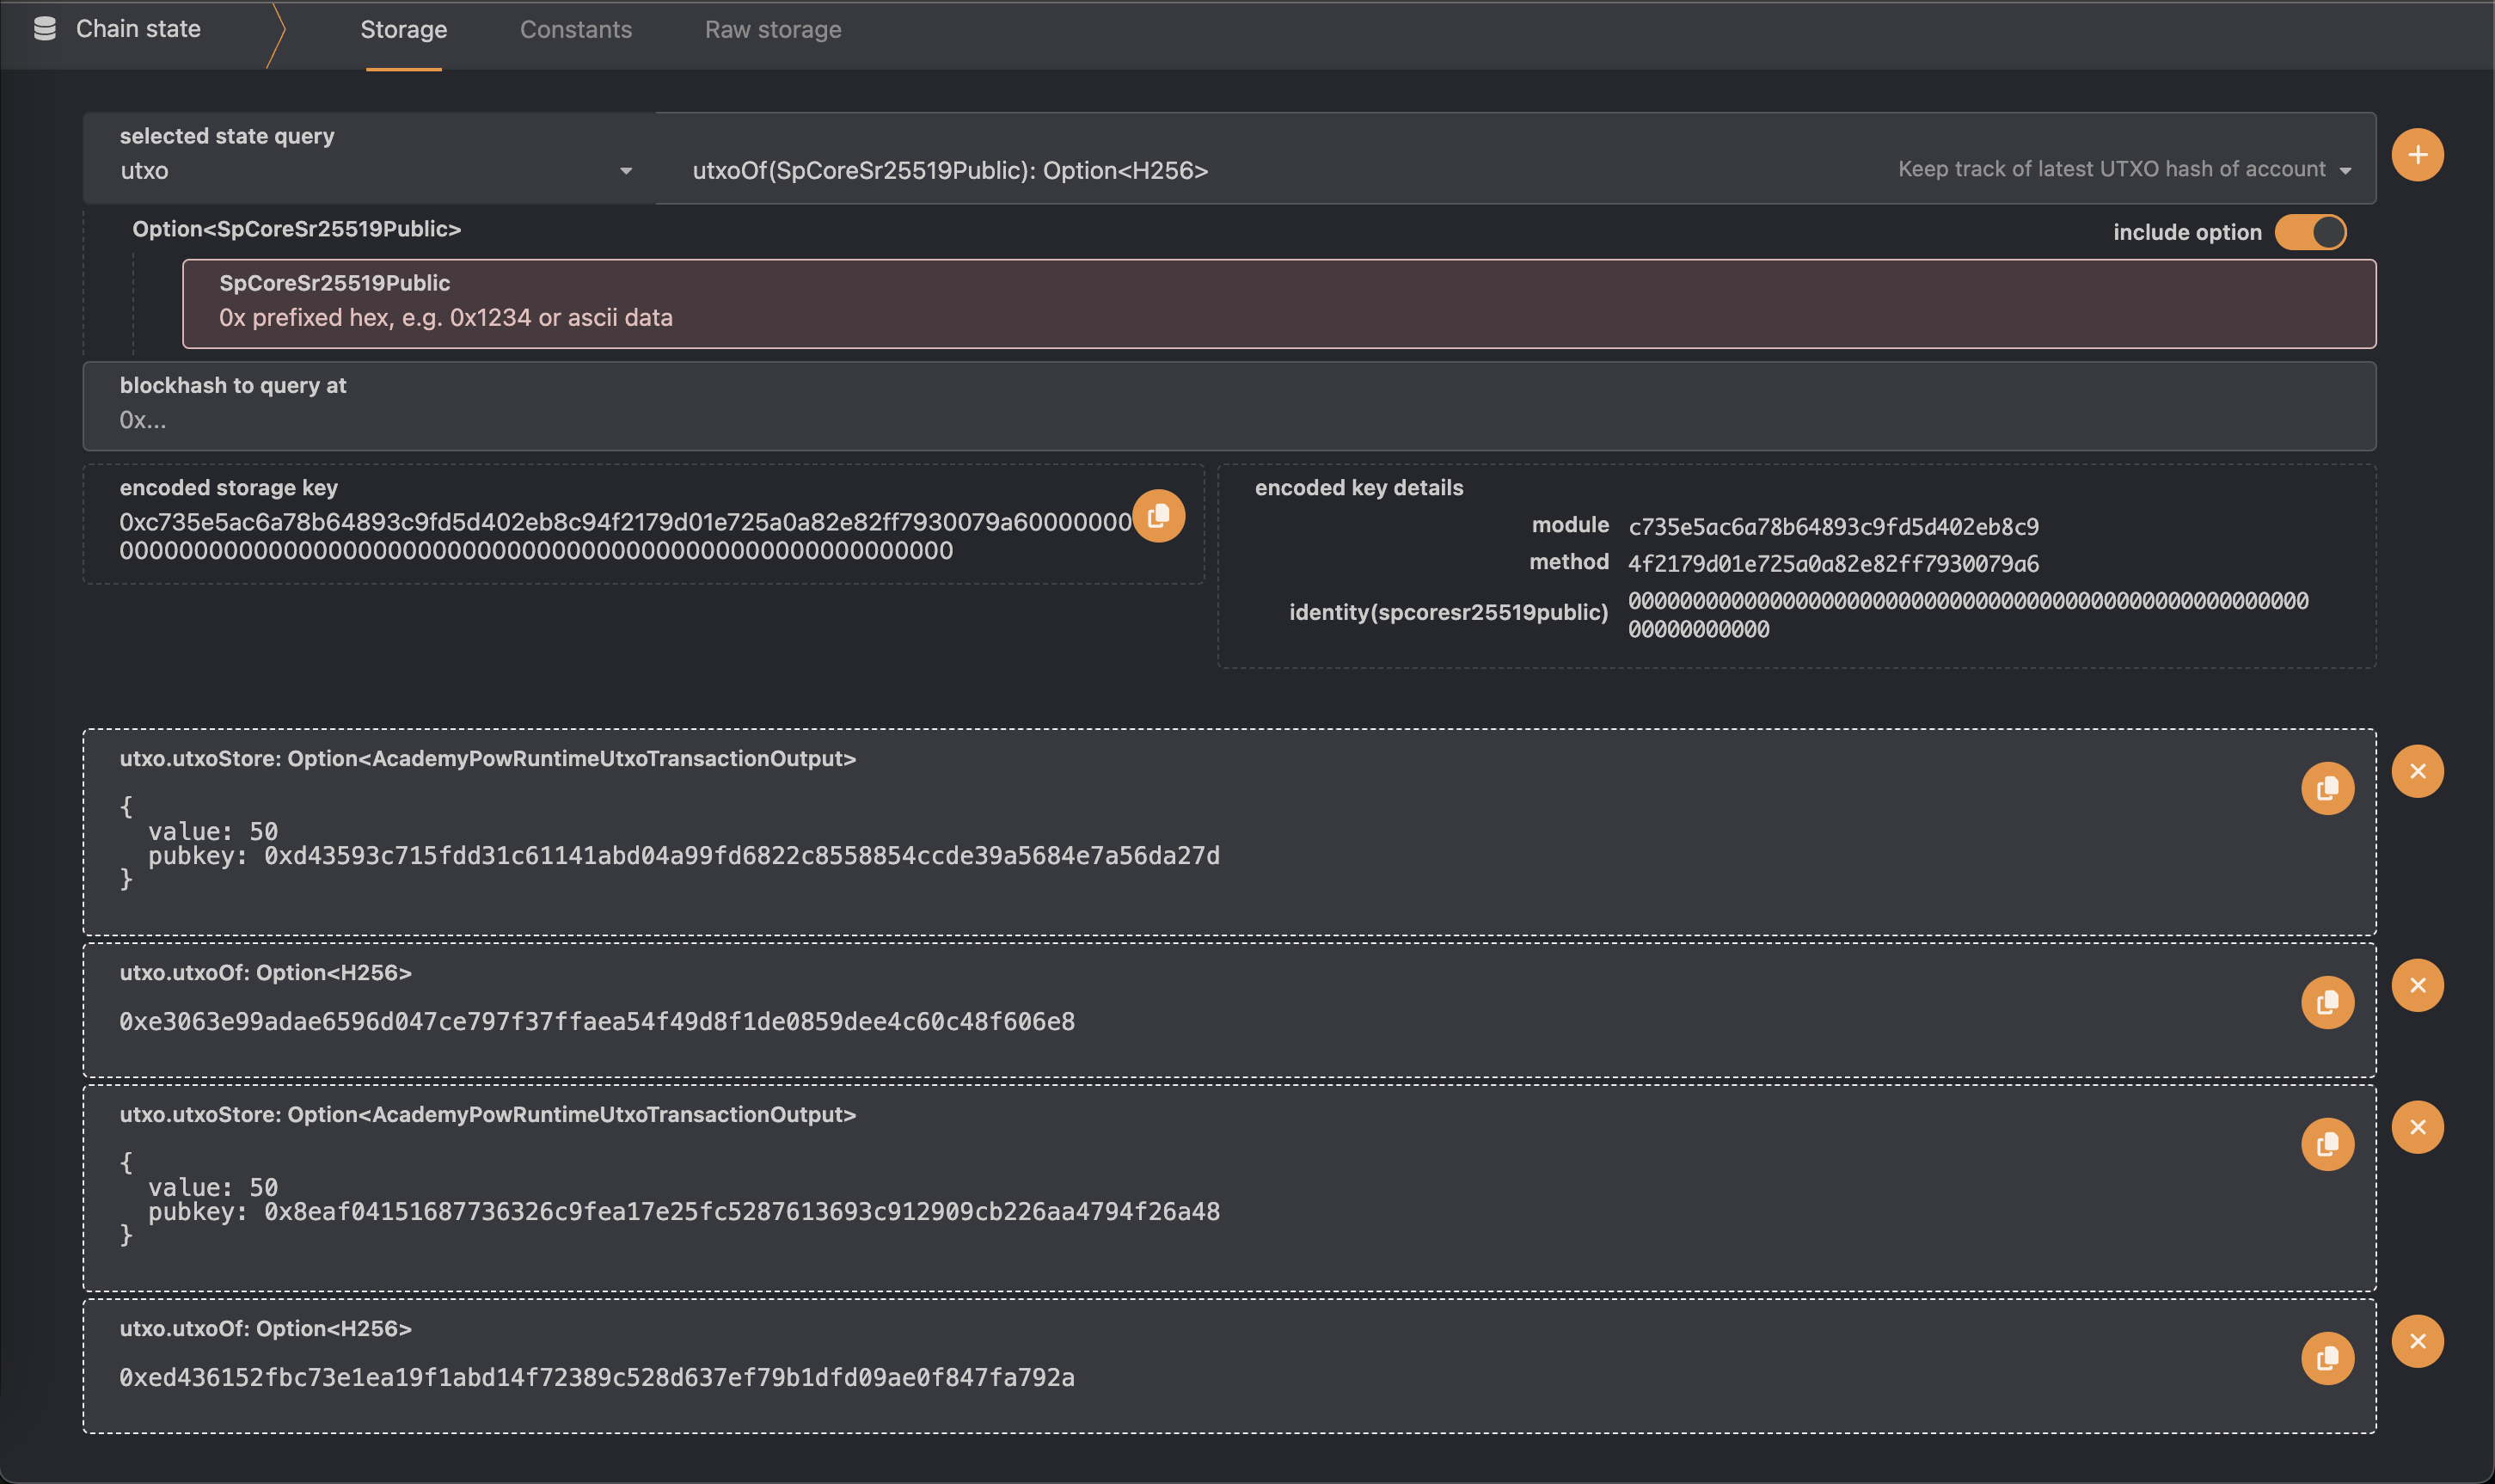 Chain state
Storage
Constants
Raw storage
selected state query
utxo
utxoOf(SpCoreSr25519Public): Option<H256>
Keep track of latest UTXO hash of account
Option<SpCoreSr25519Public>
include option
SpCoreSr25519Public
0x prefixed hex, e.g. 0x1234 or ascii data
blockhash to query at
0x...
encoded storage key
0xc735e5ac6a78b64893c9fd5d402eb8c94f2179d01e725a0a82e82ff7930079a600000000
00000000000000000000000000000000000000000000000000000000
encoded key details
module
c735e5ac6a78b64893c9fd5d402eb8c9
method
4f2179d01e725a0a82e82ff7930079a6
identity(spcoresr25519public)
00000000000000000000000000000000000000000000000000000
00000000000
utxo.utxoStore: Option<AcademyPowRuntimeUtxoTransactionOutput>
{
value: 50
pubkey: 0xd43593c715fdd31c61141abd04a99fd6822c8558854ccde39a5684e7a56da27d
}
utxo.utxoOf: Option<H256>
0xe3063e99adae6596d047ce797f37ffaea54f49d8f1de0859dee4c60c48f606e8
utxo.utxoStore: Option<AcademyPowRuntimeUtxoTransactionOutput>
{
value: 50
pubkey: 0x8eaf04151687736326c9fea17e25fc5287613693c912909cb226aa4794f26a48
}
utxo.utxoOf: Option<H256>
0xed436152fbc73e1ea19f1abd14f72389c528d637ef79b1dfd09ae0f847fa792a